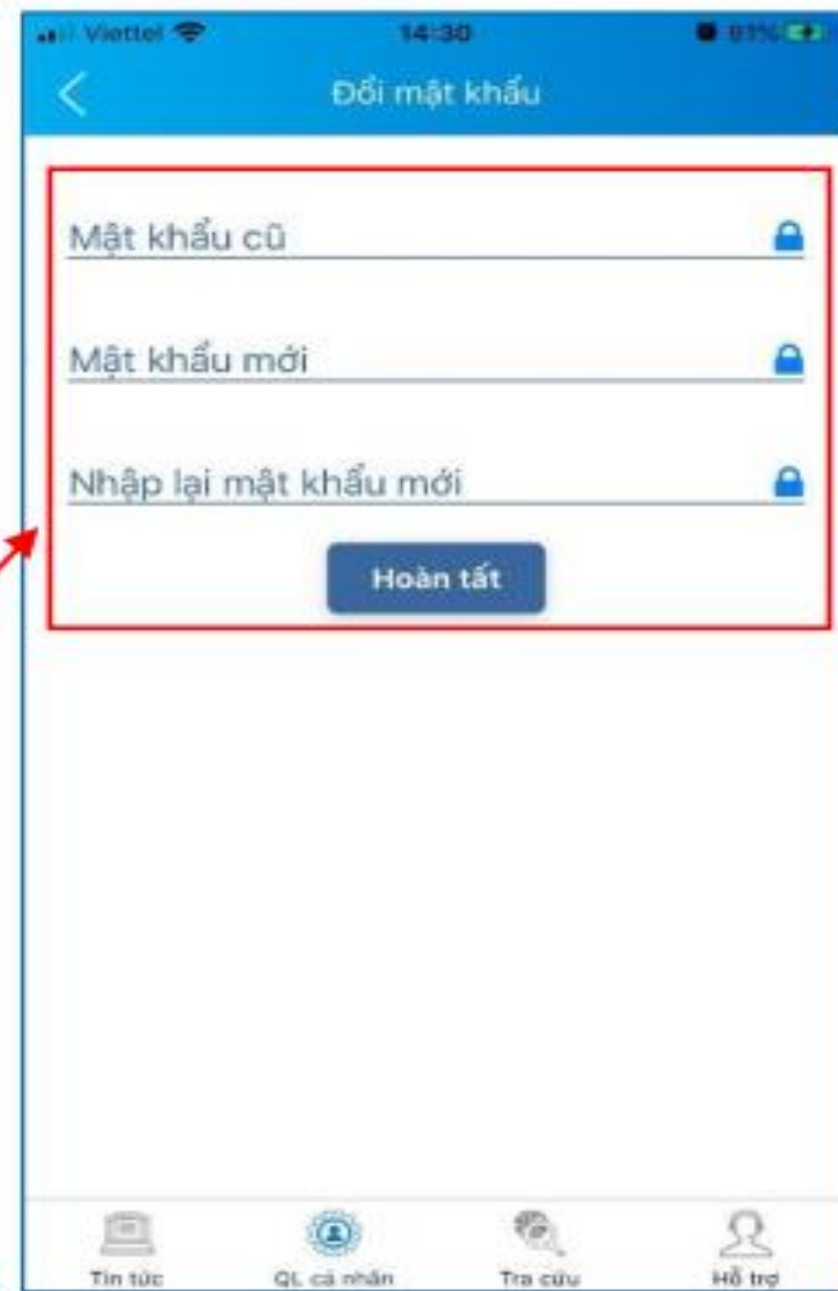 Viettel 14:30 81%
Đổi mật khẩu
Mật khẩu cũ
Mật khẩu mới
Nhập lại mật khẩu mới
Hoàn tất
Tin tức QL cá nhân Tra cứu Hỗ trợ